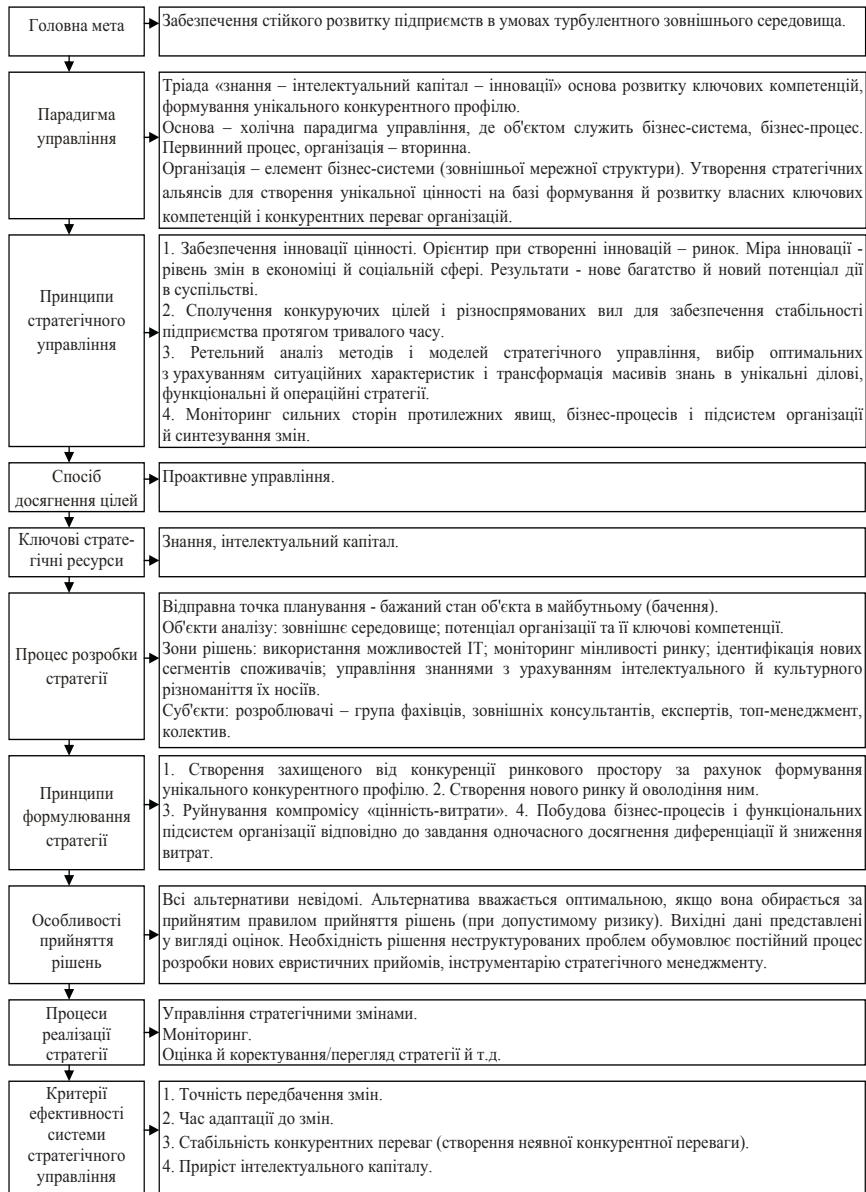 Головна мета
Забезпечення стійкого розвитку підприємств в умовах турбулентного зовнішнього середовища.
Парадигма
управління
Тріада «знання – інтелектуальний капітал – інновації» основа розвитку ключових компетенцій,
формування унікального конкурентного профілю.
Основа – холічна парадигма управління, де об'єктом служить бізнес-система, бізнес-процес.
Первинний процес, організація – вторинна.
Організація – елемент бізнес-системи (зовнішньої мережної структури). Утворення стратегічних
альянсів для створення унікальної цінності на базі формування й розвитку власних ключових
компетенцій і конкурентних переваг організацій.
Принципи
стратегічного
управління
1. Забезпечення інновації цінності. Орієнтир при створенні інновацій – ринок. Міра інновації -
рівень змін в економіці й соціальній сфері. Результати - нове багатство й новий потенціал дії
в суспільстві.
2. Сполучення конкуруючих цілей і різноспрямованих вил для забезпечення стабільності
підприємства протягом тривалого часу.
3. Ретельний аналіз методів і моделей стратегічного управління, вибір оптимальних
з урахуванням ситуаційних характеристик і трансформація масивів знань в унікальні ділові,
функціональні й операційні стратегії.
4. Моніторинг сильних сторін протилежних явищ, бізнес-процесів і підсистем організації
й синтезування змін.
Спосіб
досягнення цілей
Проактивне управління.
Ключові страте-
гічні ресурси
Знання, інтелектуальний капітал.
Процес розробки
стратегії
Відправна точка планування - бажаний стан об'єкта в майбутньому (бачення).
Об'єкти аналізу: зовнішнє середовище; потенціал організації та її ключові компетенції.
Зони рішень: використання можливостей ІТ; моніторинг мінливості ринку; ідентифікація нових
сегментів споживачів; управління знаннями з урахуванням інтелектуального й культурного
різноманіття їх носіїв.
Суб'єкти: розроблювачі – група фахівців, зовнішніх консультантів, експертів, топ-менеджмент,
колектив.
Принципи
формулювання
стратегії
1. Створення захищеного від конкуренції ринкового простору за рахунок формування
унікального конкурентного профілю. 2. Створення нового ринку й оволодіння ним.
3. Руйнування компромісу «цінність-витрати». 4. Побудова бізнес-процесів і функціональних
підсистем організації відповідно до завдання одночасного досягнення диференціації й зниження
витрат.
Особливості
прийняття
рішень
Всі альтернативи невідомі. Альтернатива вважається оптимальною, якщо вона обирається за
прийнятим правилом прийняття рішень (при допустимому ризику). Вихідні дані представлені
у вигляді оцінок. Необхідність рішення неструктурованих проблем обумовлює постійний процес
розробки нових евристичних прийомів, інструментарію стратегічного менеджменту.
Процеси
реалізації
стратегії
Управління стратегічними змінами.
Моніторинг.
Оцінка й коректування/перегляд стратегії й т.д.
Критерії
ефективності
системи
стратегічного
управління
1. Точність передбачення змін.
2. Час адаптації до змін.
3. Стабільність конкурентних переваг (створення неявної конкурентної переваги).
4. Приріст інтелектуального капіталу.